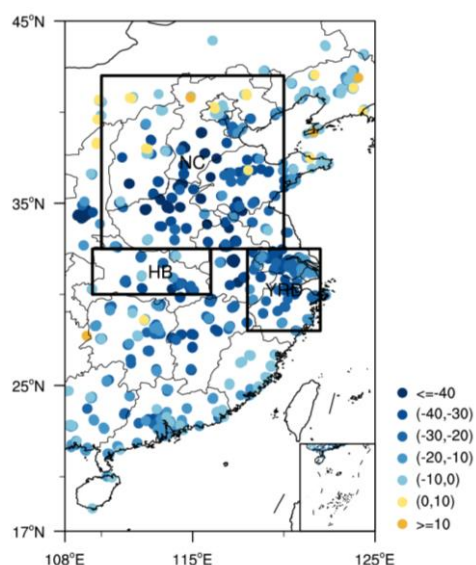 45°N
NC
35°N
HB
YRD
25°N
<=-40
(-40,-30)
(-30,-20)
(-20,-10)
(-10,0)
(0,10)
>=10
17°N
108°E
115°E
125°E